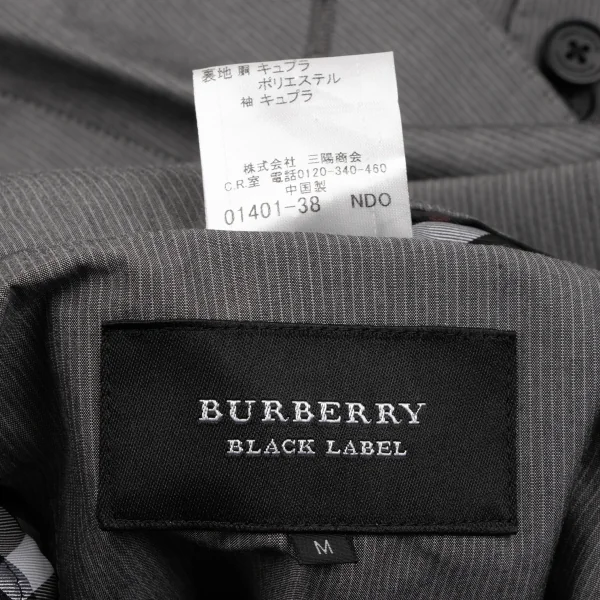 裏地 胴 キュプラ
ポリエステル
袖 キュプラ
株式会社 三陽商会
C.R.室 電話0120-340-460
中国製
01401-38 NDO
BURBERRY
BLACK LABEL
M